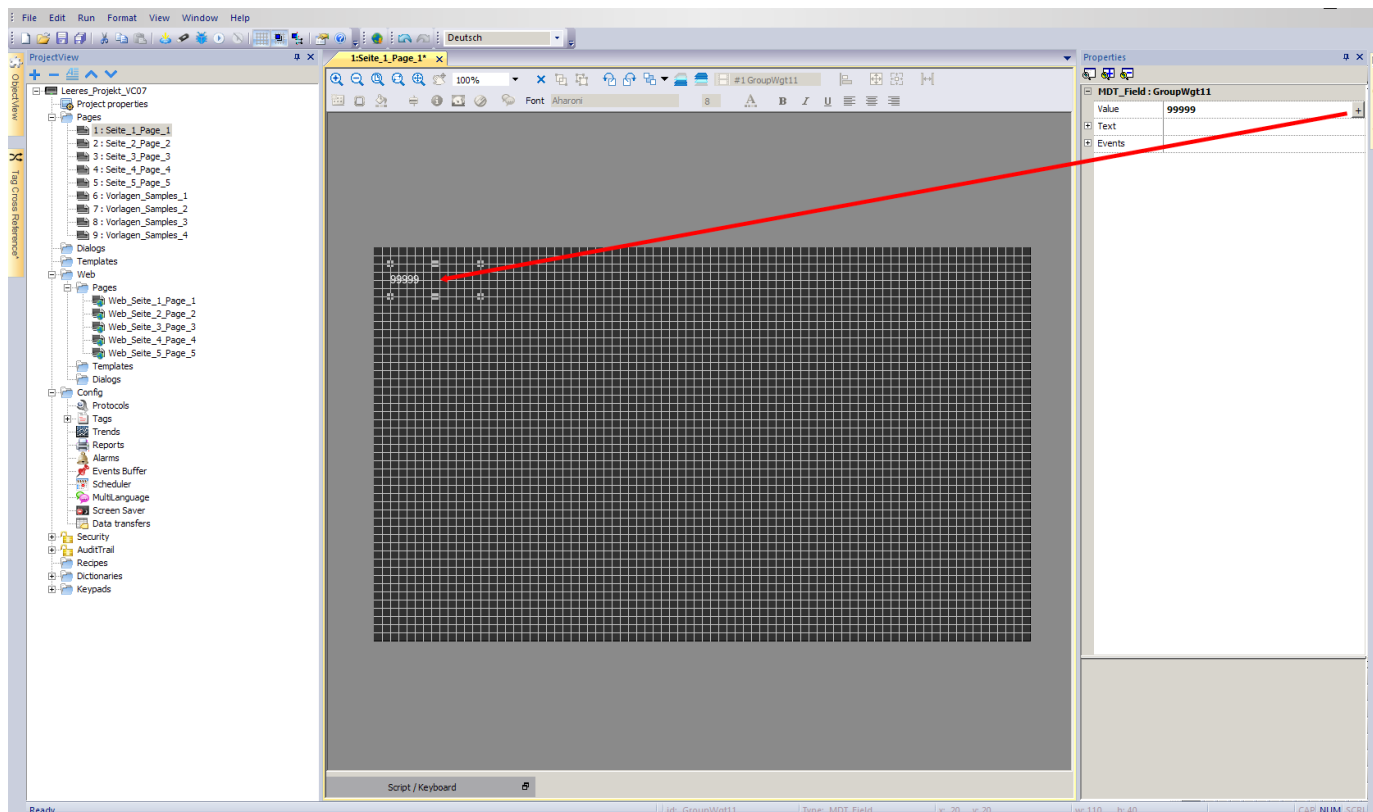 File Edit Run Format View Window Help
Deutsch
ProjectView
1:Seite_1_Page_1*
Properties
ObjectView
Tag Cross Reference*
Leeres_Projekt_VC07
Project properties
Pages
1 : Seite_1_Page_1
2 : Seite_2_Page_2
3 : Seite_3_Page_3
4 : Seite_4_Page_4
5 : Seite_5_Page_5
6 : Vorlagen_Samples_1
7 : Vorlagen_Samples_2
8 : Vorlagen_Samples_3
9 : Vorlagen_Samples_4
Dialogs
Templates
Web
Pages
Web_Seite_1_Page_1
Web_Seite_2_Page_2
Web_Seite_3_Page_3
Web_Seite_4_Page_4
Web_Seite_5_Page_5
Templates
Dialogs
Config
Protocols
Tags
Trends
Reports
Alarms
Events Buffer
Scheduler
MultiLanguage
Screen Saver
Data transfers
Security
AuditTrail
Recipes
Dictionaries
Keypads
100% #1 GroupWgt11
Font Aharoni 8 A B I U
99999
MDT_Field : GroupWgt11
Value 99999 +
Text
Events
Script / Keyboard
Ready id: GroupWgt11 Type: MDT_Field x: 20 y: 20 w: 110 h: 40 CAP NUM SCRL